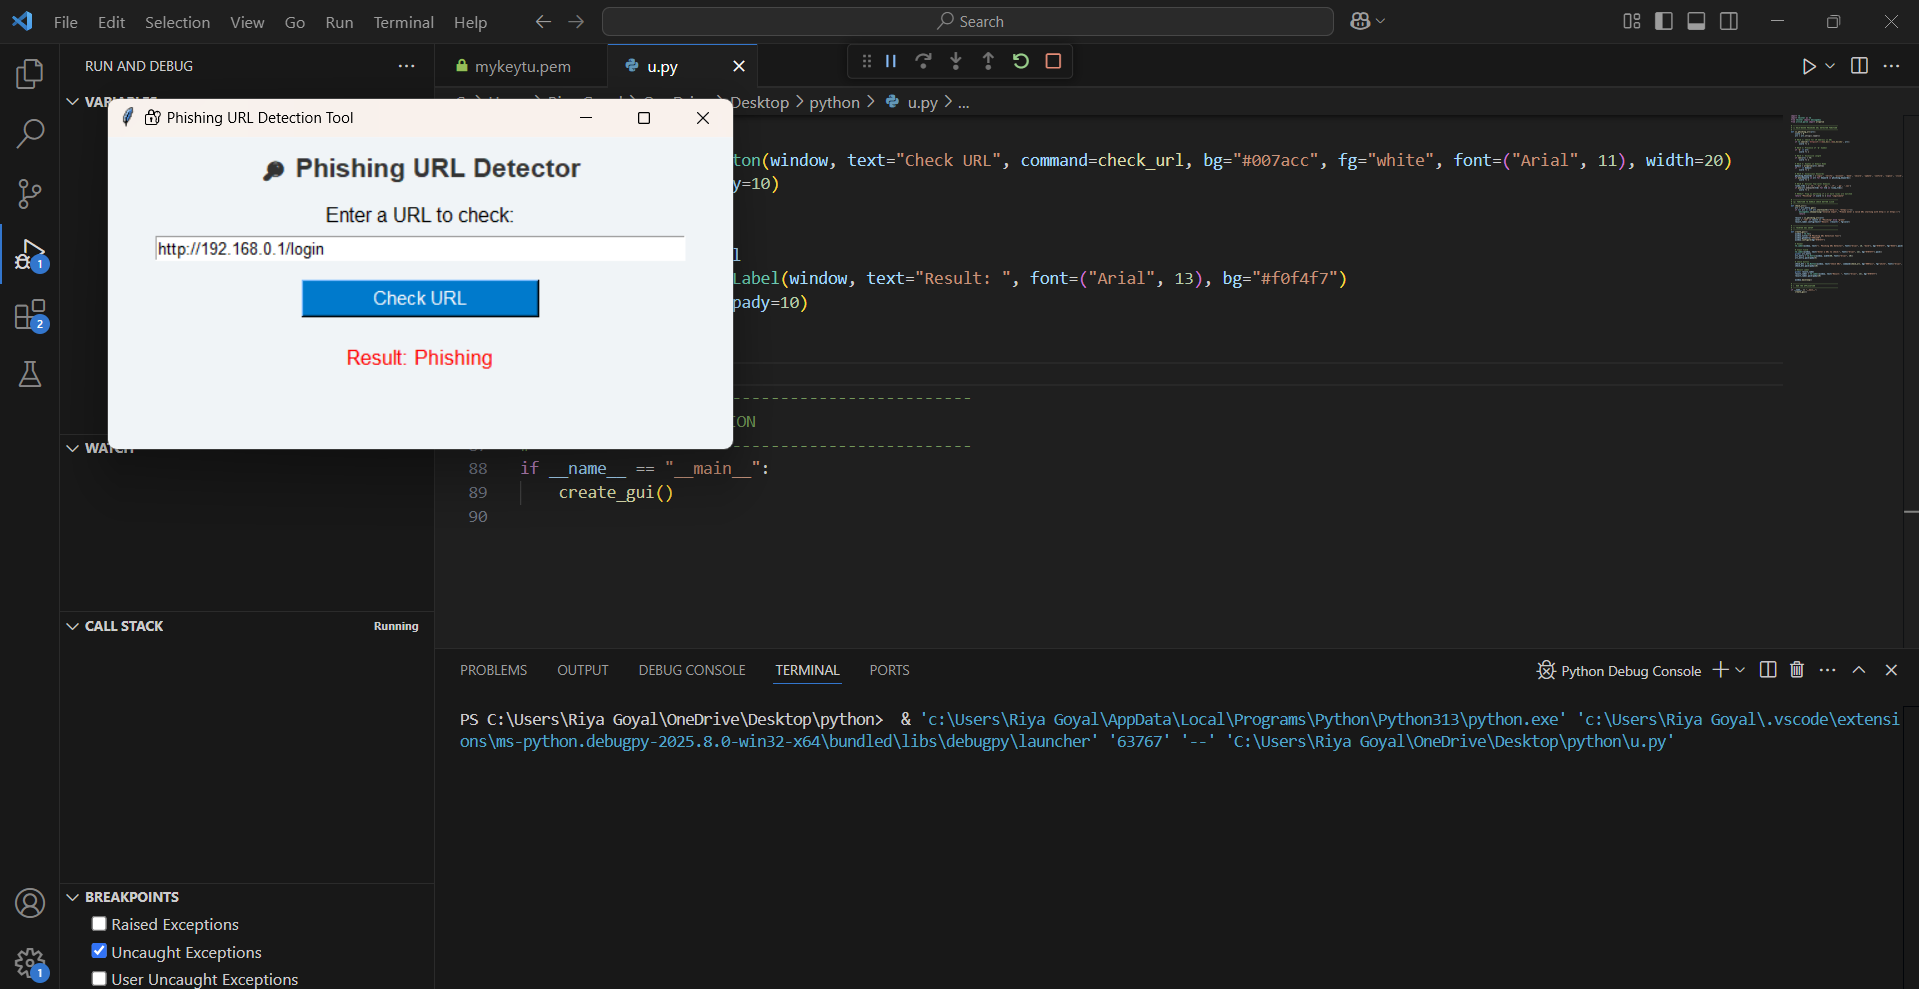 File Edit Selection View Go Run Terminal Help
Search
RUN AND DEBUG
mykeytu.pem
u.py
Desktop > python > u.py > ...
Phishing URL Detection Tool
Phishing URL Detector
Enter a URL to check:
http://192.168.0.1/login
Check URL
Result: Phishing
ton(window, text="Check URL", command=check_url, bg="#007acc", fg="white", font=("Arial", 11), width=20)
y=10)
l
Label(window, text="Result: ", font=("Arial", 13), bg="#f0f4f7")
pady=10)
ION
88 if __name__ == "__main__":
89 create_gui()
90
WATCH
CALL STACK
Running
PROBLEMS OUTPUT DEBUG CONSOLE TERMINAL PORTS
Python Debug Console
PS C:\Users\Riya Goyal\OneDrive\Desktop\python> & 'c:\Users\Riya Goyal\AppData\Local\Programs\Python\Python313\python.exe' 'c:\Users\Riya Goyal\.vscode\extensi
ons\ms-python.debugpy-2025.8.0-win32-x64\bundled\libs\debugpy\launcher' '63767' '--' 'C:\Users\Riya Goyal\OneDrive\Desktop\python\u.py'
1
2
BREAKPOINTS
Raised Exceptions
Uncaught Exceptions
User Uncaught Exceptions
1